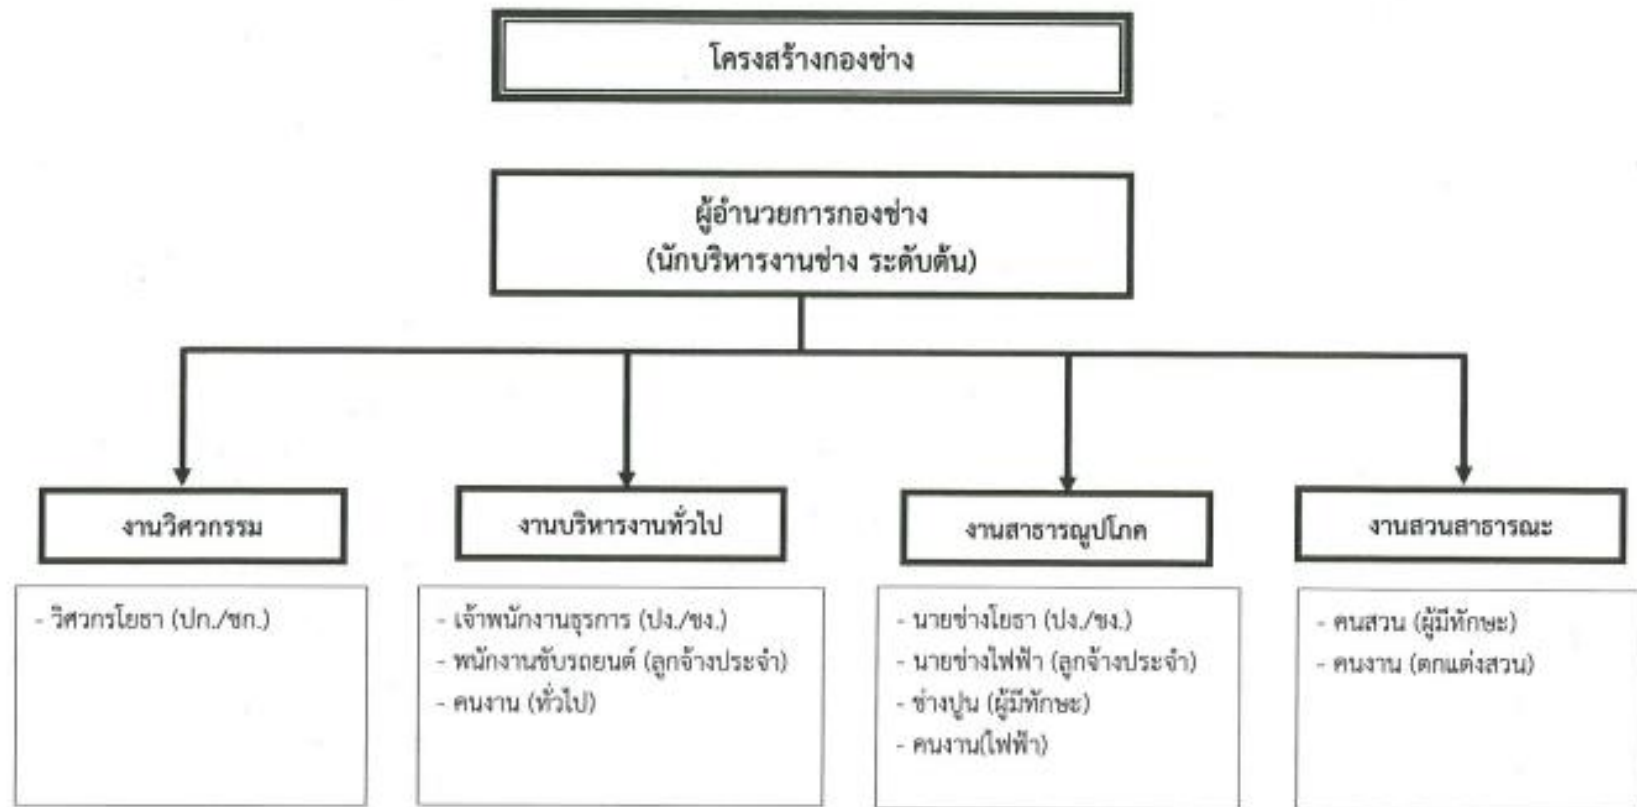 โครงสร้างกองช่าง
ผู้อำนวยการกองช่าง
(นักบริหารงานช่าง ระดับต้น)
งานวิศวกรรม
- วิศวกรโยธา (ปก./ชก.)
งานบริหารงานทั่วไป
- เจ้าพนักงานธุรการ (ปง./ชง.)
- พนักงานขับรถยนต์ (ลูกจ้างประจำ)
- คนงาน (ทั่วไป)
งานสาธารณูปโภค
- นายช่างโยธา (ปง./ชง.)
- นายช่างไฟฟ้า (ลูกจ้างประจำ)
- ช่างปูน (ผู้มีทักษะ)
- คนงาน(ไฟฟ้า)
งานสวนสาธารณะ
- คนสวน (ผู้มีทักษะ)
- คนงาน (ตกแต่งสวน)